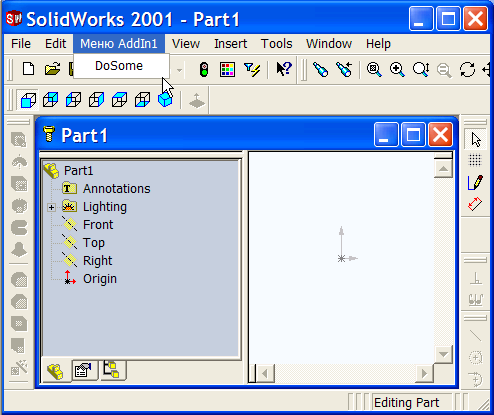 SolidWorks 2001 - Part1
File Edit Меню AddIn1 View Insert Tools Window Help
DoSome
Part1
Part1
Annotations
Lighting
Front
Top
Right
Origin
Editing Part